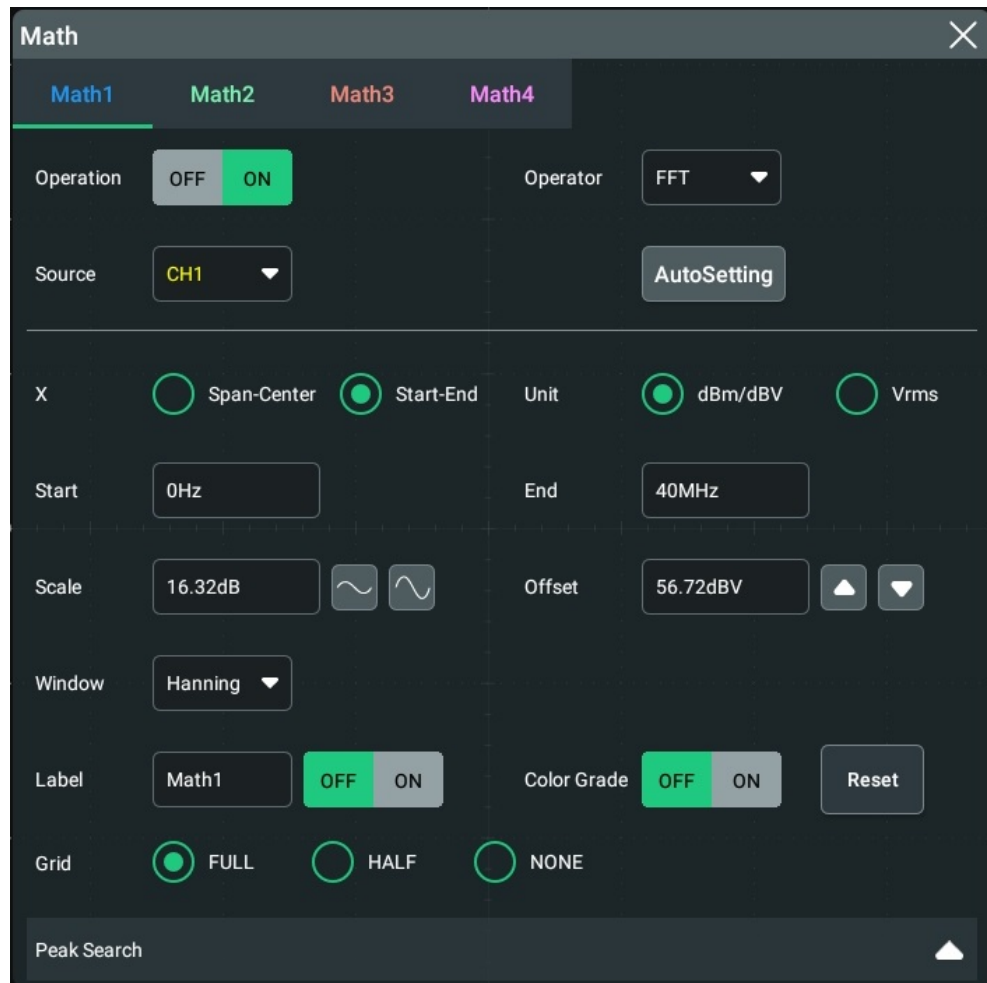 Math
Math1 Math2 Math3 Math4
Operation OFF ON Operator FFT
Source CH1 AutoSetting
X Span-Center Start-End Unit dBm/dBV Vrms
Start 0Hz End 40MHz
Scale 16.32dB Offset 56.72dBV
Window Hanning
Label Math1 OFF ON Color Grade OFF ON Reset
Grid FULL HALF NONE
Peak Search